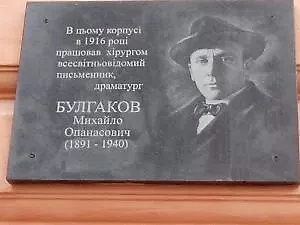 В цьому корпусі
в 1916 році
працював хірургом
всесвітньовідомий
письменник,
драматург
БУЛГАКОВ
Михайло
Опанасович
(1891 - 1940)